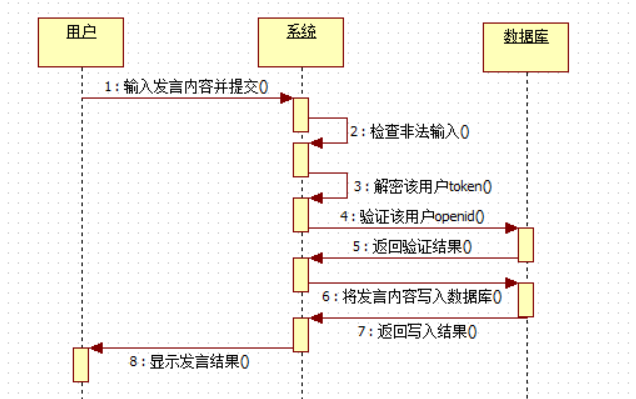 用户
系统
数据库
1 : 输入发言内容并提交()
2 : 检查非法输入()
3 : 解密该用户token()
4 : 验证该用户openid()
5 : 返回验证结果()
6 : 将发言内容写入数据库()
7 : 返回写入结果()
8 : 显示发言结果()